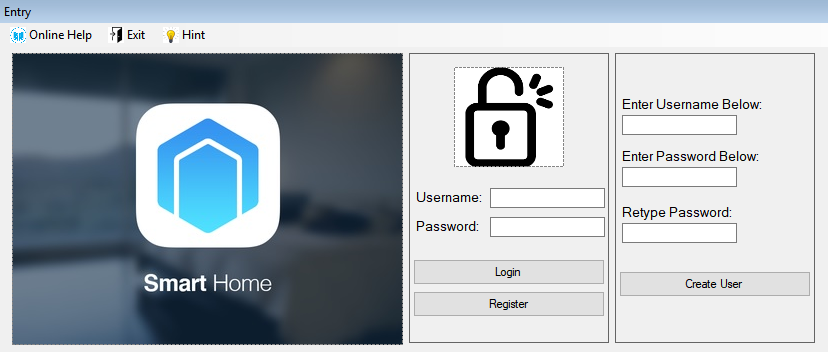 Entry
Online Help Exit Hint
Smart Home
Username:
Password:
Login
Register
Enter Username Below:
Enter Password Below:
Retype Password:
Create User